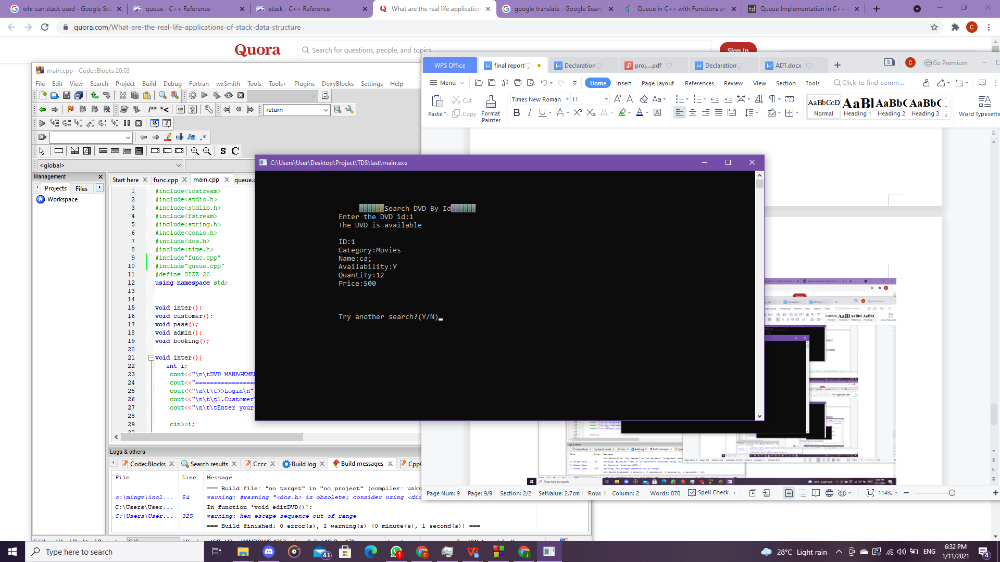 whr can stack used - Google Sea
queue - C++ Reference
stack - C++ Reference
What are the real life application
google translate - Google Search
Queue in C++ with Functions an
Queue Implementation in C++ -
quora.com/What-are-the-real-life-applications-of-stack-data-structure
C
Quora
Search for questions, people, and topics
Sign In
main.cpp - Code::Blocks 20.03
File Edit View Search Project Build Debug Fortran wxSmith Tools Tools+ Plugins DoxyBlocks Settings Help
return
<global>
Management
Projects Files
Workspace
Start here func.cpp main.cpp queue.c
1 #include<iostream>
2 #include<stdio.h>
3 #include<stdlib.h>
4 #include<fstream>
5 #include<string.h>
6 #include<conio.h>
7 #include<dos.h>
8 #include<time.h>
9 #include"func.cpp"
10 #include"queue.cpp"
11 #define SIZE 20
12 using namespace std;
13
14
15 void inter();
16 void customer();
17 void pass();
18 void admin();
19 void booking();
20
21 void inter(){
22 int i;
23 cout<<"\n\tDVD MANAGEME
24 cout<<"================
25 cout<<"\n\t\t>>Login\n"
26 cout<<"\n\t\t1.Customer
27 cout<<"\n\t\tEnter your
28
29 cin>>i;
30
WPS Office final report Declaration proj....pdf Declaration ADT.docx
5 C Go Premium
Menu Home Insert Page Layout References Review View Section Tools Click to find comm...
Paste Cut Copy Format Painter
Times New Roman 11
AaBbCcD AaBl AaBbC AaBbC
Normal Heading 1 Heading 2 Heading 3 Word Typesetti
C:\Users\User\Desktop\Project\TDS\last\main.exe
Search DVD By Id
Enter the DVD id:1
The DVD is available
ID:1
Category:Movies
Name:ca;
Availability:Y
Quantity:12
Price:500
Try another search?(Y/N)
Logs & others
Code::Blocks Search results Cccc Build log Build messages CppC
File Line Message
=== Build file: "no target" in "no project" (compiler: unkn
c:\mingw\incl... 54 warning: #warning "<dos.h> is obsolete; consider using <dir
C:\Users\User... In function 'void editDVD()':
C:\Users\User... 325 warning: hex escape sequence out of range
=== Build finished: 0 error(s), 2 warning(s) (0 minute(s), 1 second(s)) ===
Page Num: 9 Page: 9/9 Section: 2/2 SetValue: 2.7cm Row: 1 Column: 2 Words: 870 Spell Check 114%
Type here to search
43
1
28°C Light rain
ENG
6:32 PM
1/11/2021
4